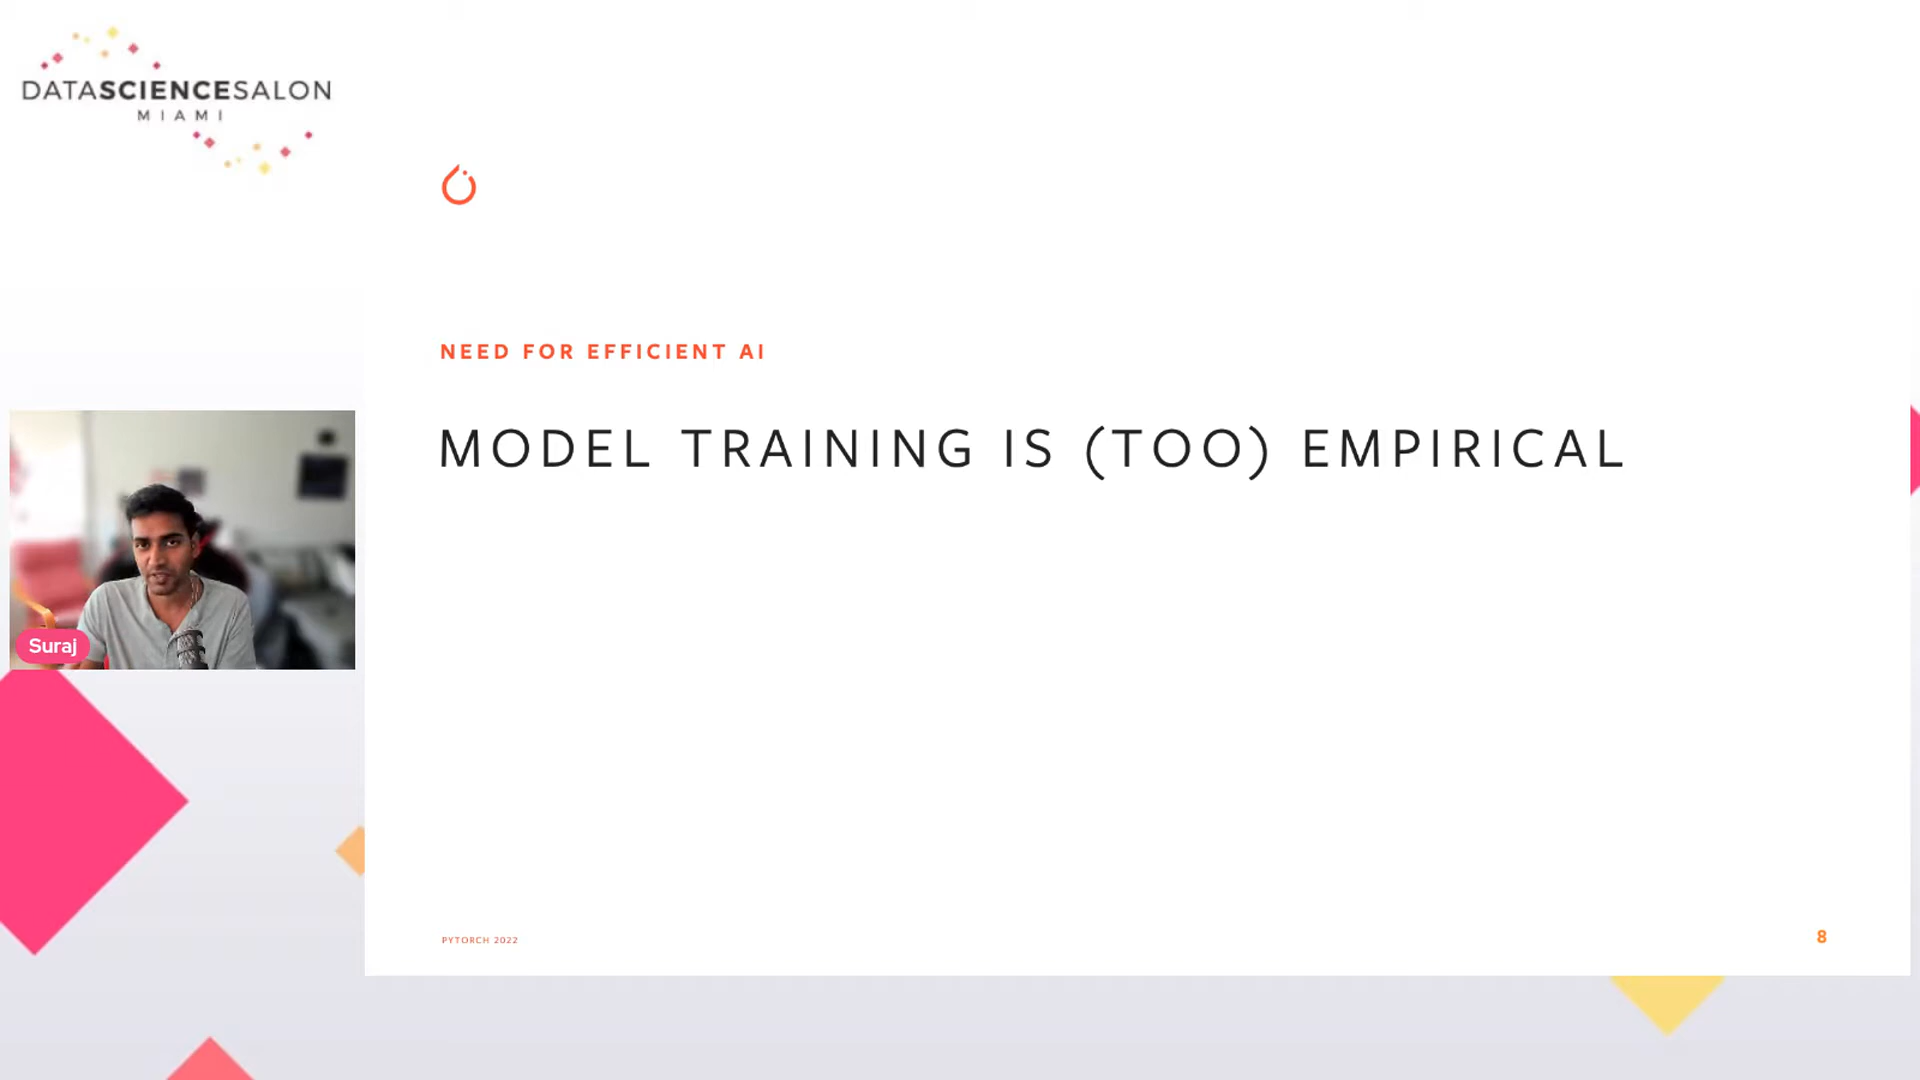 DATASCIENCESALON
MIAMI
NEED FOR EFFICIENT AI
MODEL TRAINING IS (TOO) EMPIRICAL
Suraj
PYTORCH 2022
8